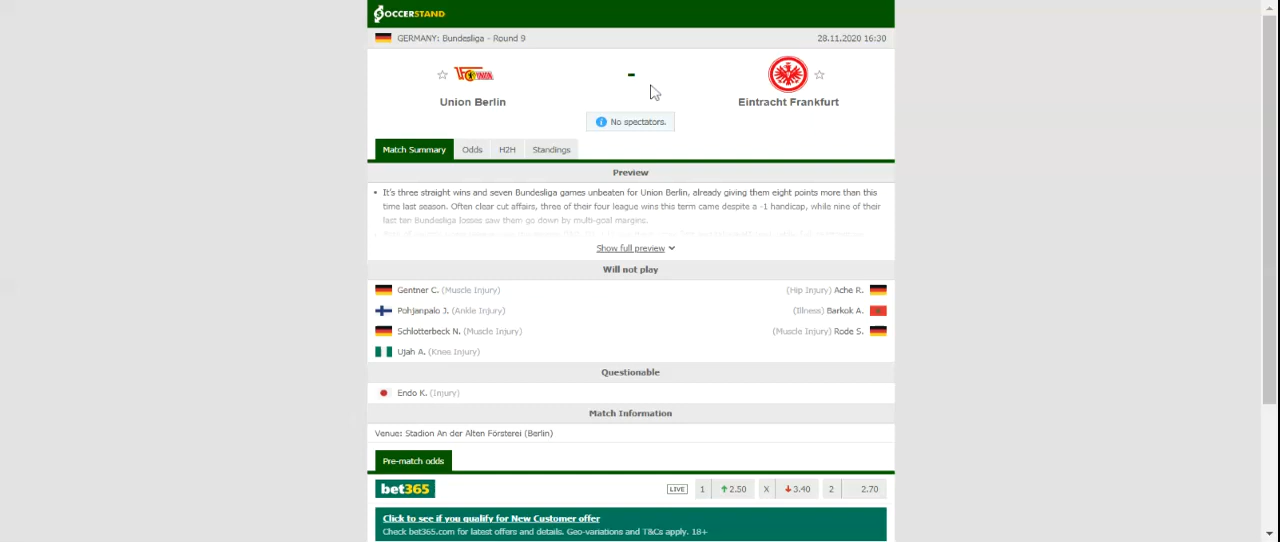 SOCCERSTAND
GERMANY: Bundesliga - Round 9
28.11.2020 16:30
-
Union Berlin
Eintracht Frankfurt
No spectators.
Match Summary
Odds
H2H
Standings
Preview
It's three straight wins and seven Bundesliga games unbeaten for Union Berlin, already giving them eight points more than this
time last season. Often clear cut affairs, three of their four league wins this term came despite a -1 handicap, while nine of their
last ten Bundesliga losses saw them go down by multi-goal margins.
Show full preview
Will not play
Gentner C. (Muscle Injury)
(Hip Injury) Ache R.
Pohjanpalo J. (Ankle Injury)
(Illness) Barkok A.
Schlotterbeck N. (Muscle Injury)
(Muscle Injury) Rode S.
Ujah A. (Knee Injury)
Questionable
Endo K. (Injury)
Match Information
Venue: Stadion An der Alten Försterei (Berlin)
Pre-match odds
bet365
LIVE
1 2.50
X 3.40
2 2.70
Click to see if you qualify for New Customer offer
Check bet365.com for latest offers and details. Geo-variations and T&Cs apply. 18+